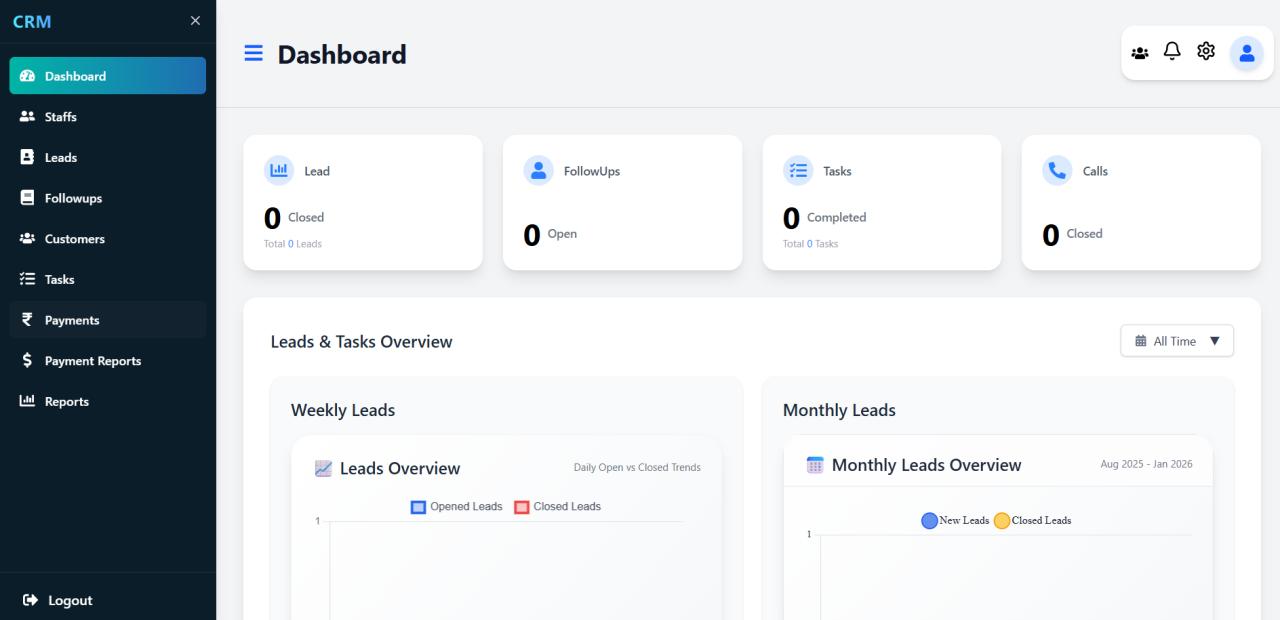 CRM
Dashboard
Staffs
Leads
Followups
Customers
Tasks
Payments
Payment Reports
Reports
Logout
Dashboard
Lead
0 Closed
Total 0 Leads
FollowUps
0 Open
Tasks
0 Completed
Total 0 Tasks
Calls
0 Closed
Leads & Tasks Overview
All Time ▼
Weekly Leads
Leads Overview
Daily Open vs Closed Trends
Opened Leads Closed Leads
1
Monthly Leads
Monthly Leads Overview
Aug 2025 - Jan 2026
New Leads Closed Leads
1